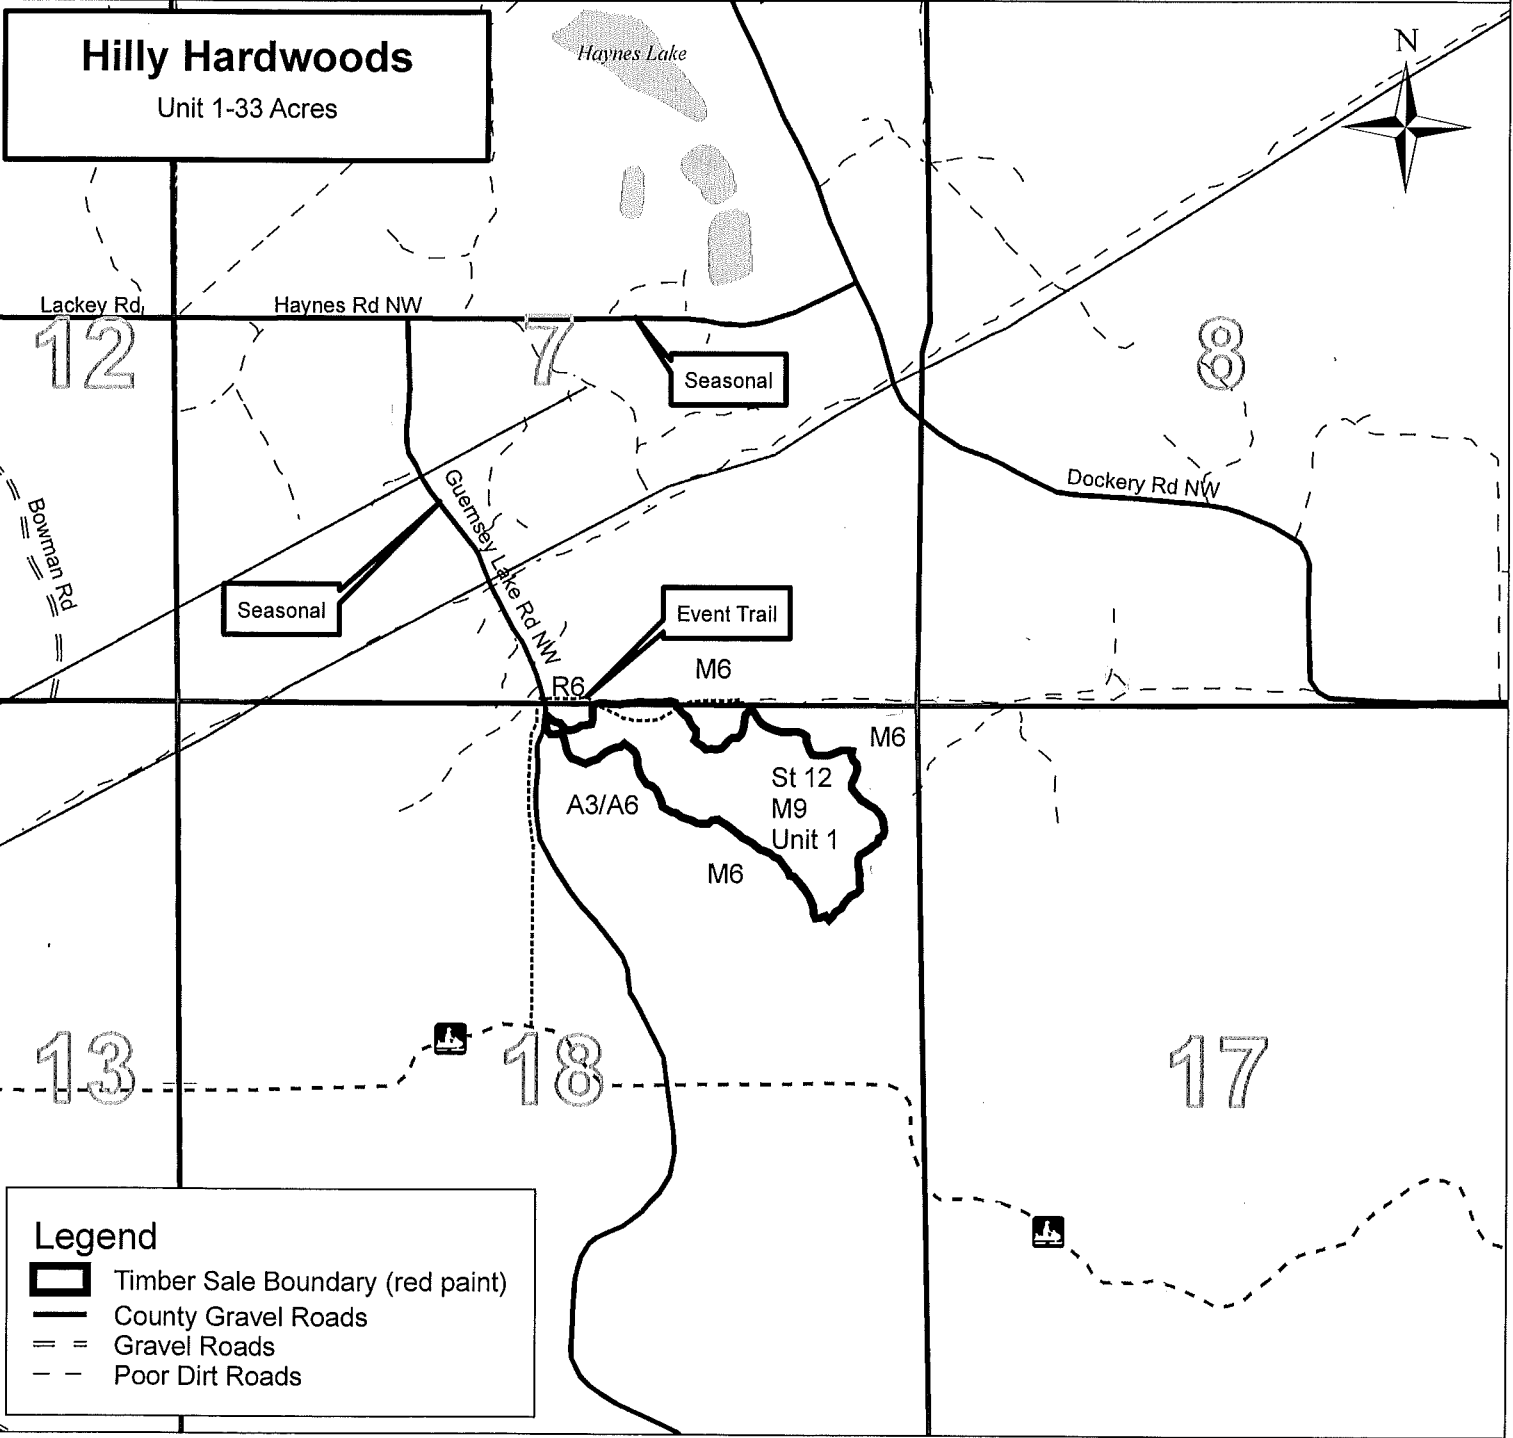 Hilly Hardwoods
Unit 1-33 Acres
Haynes Lake
N
Lackey Rd
Haynes Rd NW
12
7
8
Seasonal
Guernsey Lake Rd NW
Dockery Rd NW
Bowman Rd
Seasonal
Event Trail
M6
R6
M6
St 12
M9
Unit 1
A3/A6
M6
13
18
17
Legend
Timber Sale Boundary (red paint)
County Gravel Roads
Gravel Roads
Poor Dirt Roads